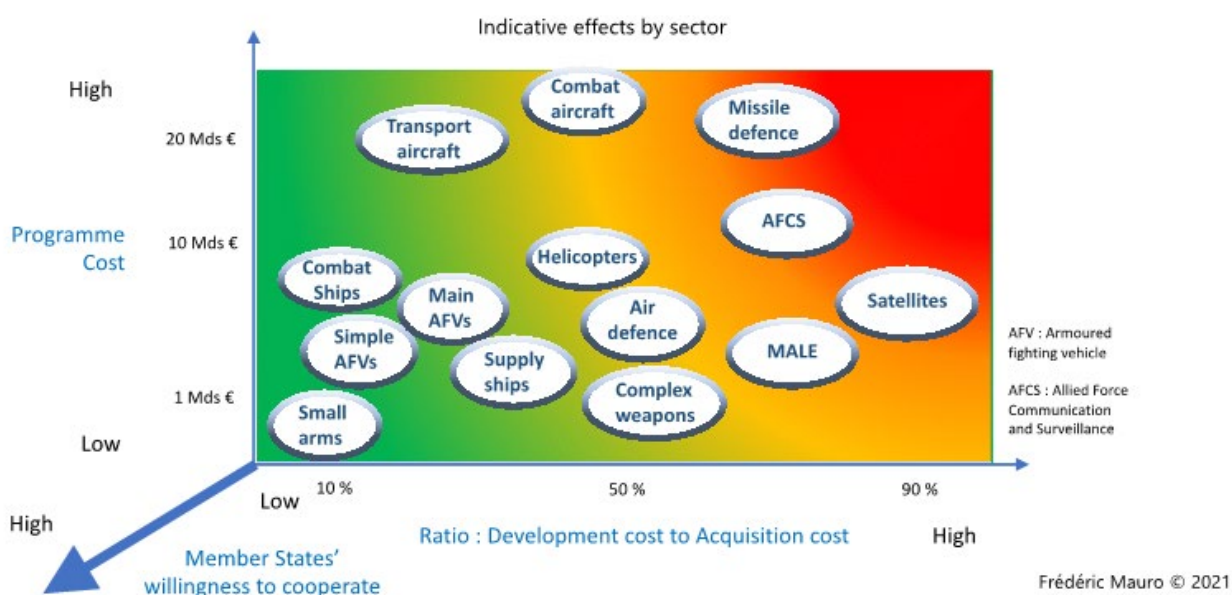 Indicative effects by sector
High
20 Mds €
Programme
Cost
10 Mds €
1 Mds €
Low
Combat
aircraft
Missile
defence
Transport
aircraft
AFCS
Helicopters
Combat
Ships
Main
AFVs
Air
defence
Satellites
Simple
AFVs
Supply
ships
MALE
Complex
weapons
Small
arms
AFV : Armoured
fighting vehicle
AFCS : Allied Force
Communication
and Surveillance
Low
10 %
50 %
90 %
High
Ratio : Development cost to Acquisition cost
High
Member States’
willingness to cooperate
Frédéric Mauro © 2021